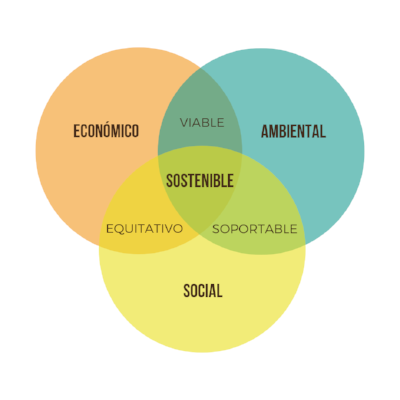 VIABLE
ECONÓMICO
AMBIENTAL
SOSTENIBLE
EQUITATIVO
SOPORTABLE
SOCIAL